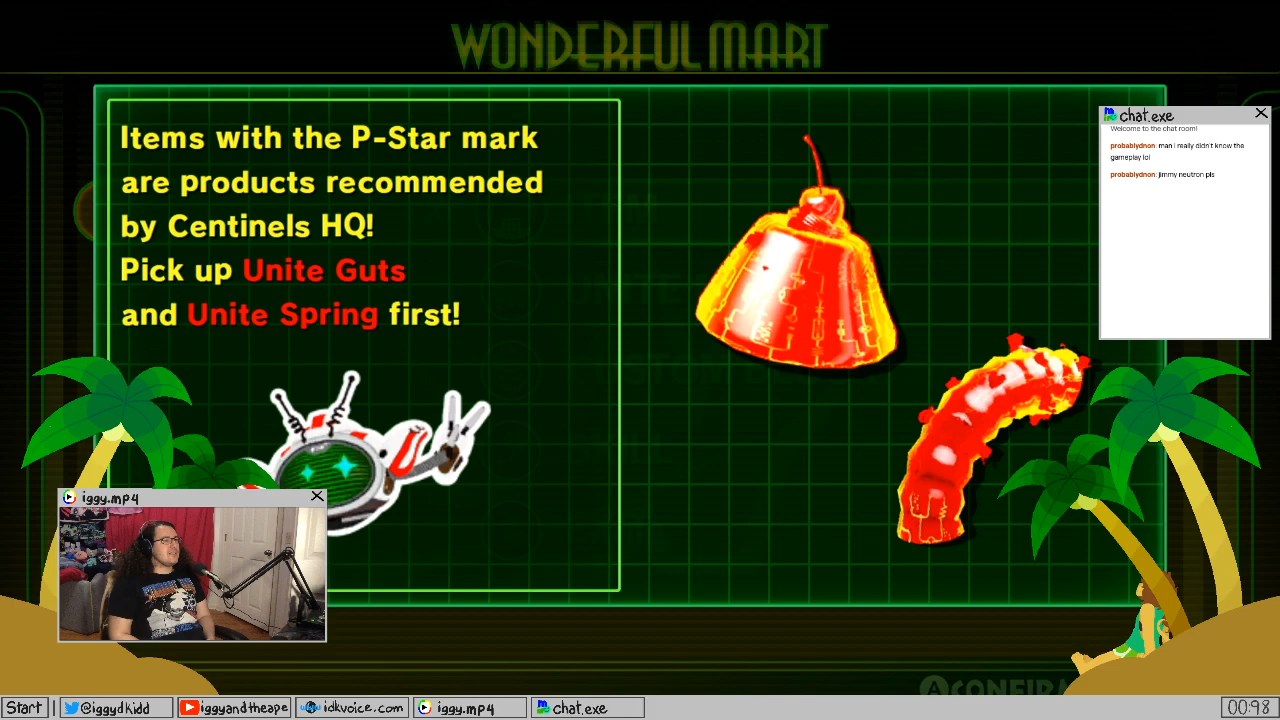 WONDERFUL MART
Items with the P-Star mark
are products recommended
by Centinels HQ!
Pick up Unite Guts
and Unite Spring first!
chat.exe
Welcome to the chat room!
probablydnon: man I really didn't know the
gameplay lol
probablydnon: jimmy neutron pls
iggy.mp4
A CONFIRM
Start
@iggydkidd
iggyandtheape
idkvoice.com
iggy.mp4
chat.exe
00:98